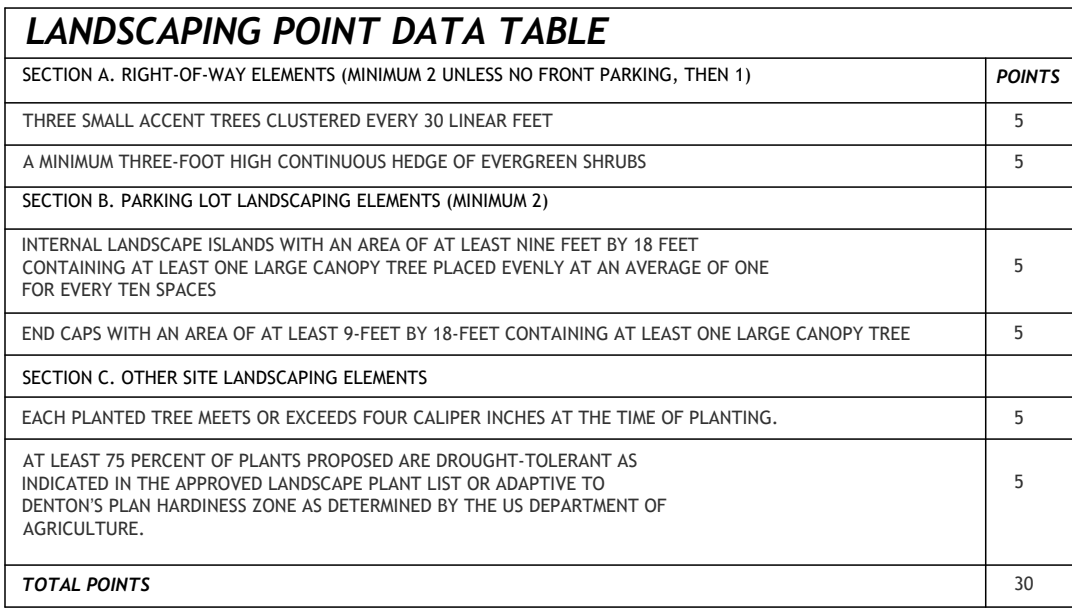 LANDSCAPING POINT DATA TABLE
SECTION A. RIGHT-OF-WAY ELEMENTS (MINIMUM 2 UNLESS NO FRONT PARKING, THEN 1) POINTS
THREE SMALL ACCENT TREES CLUSTERED EVERY 30 LINEAR FEET 5
A MINIMUM THREE-FOOT HIGH CONTINUOUS HEDGE OF EVERGREEN SHRUBS 5
SECTION B. PARKING LOT LANDSCAPING ELEMENTS (MINIMUM 2)
INTERNAL LANDSCAPE ISLANDS WITH AN AREA OF AT LEAST NINE FEET BY 18 FEET
CONTAINING AT LEAST ONE LARGE CANOPY TREE PLACED EVENLY AT AN AVERAGE OF ONE 5
FOR EVERY TEN SPACES
END CAPS WITH AN AREA OF AT LEAST 9-FEET BY 18-FEET CONTAINING AT LEAST ONE LARGE CANOPY TREE 5
SECTION C. OTHER SITE LANDSCAPING ELEMENTS
EACH PLANTED TREE MEETS OR EXCEEDS FOUR CALIPER INCHES AT THE TIME OF PLANTING. 5
AT LEAST 75 PERCENT OF PLANTS PROPOSED ARE DROUGHT-TOLERANT AS
INDICATED IN THE APPROVED LANDSCAPE PLANT LIST OR ADAPTIVE TO 5
DENTON'S PLAN HARDINESS ZONE AS DETERMINED BY THE US DEPARTMENT OF
AGRICULTURE.
TOTAL POINTS 30